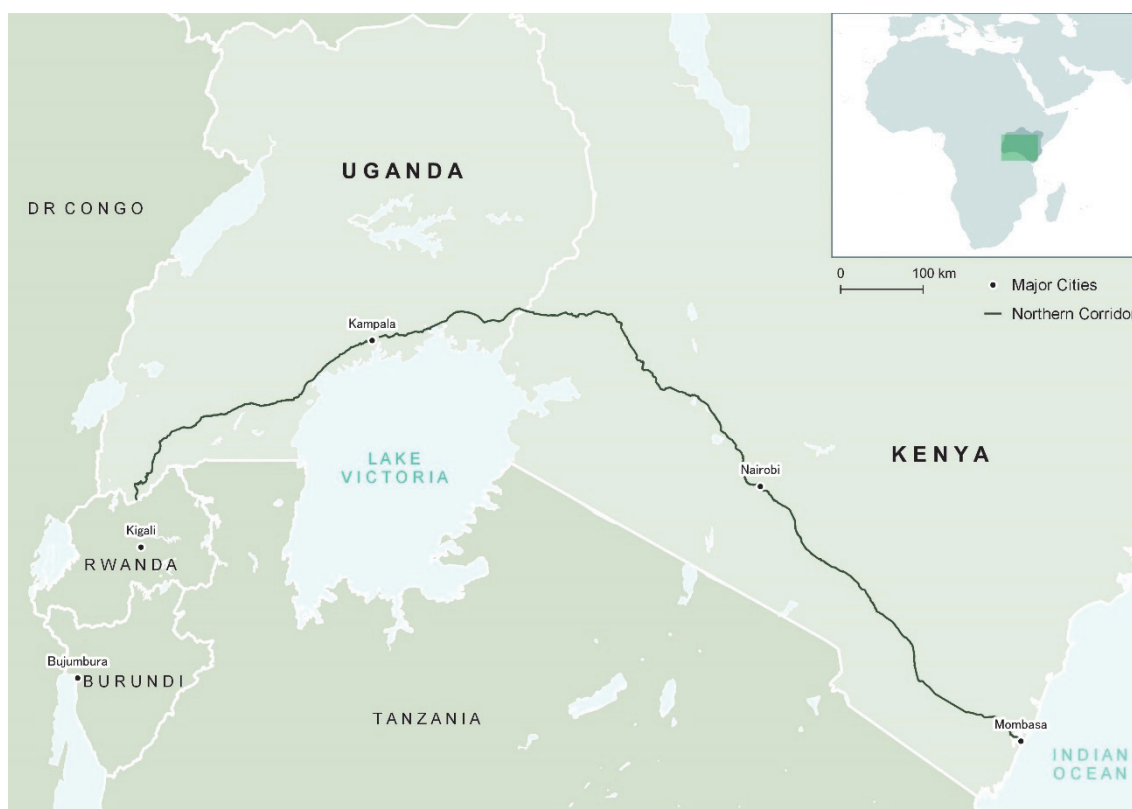 UGANDA
DR CONGO
0 100 km
Major Cities
Northern Corridor
Kampala
LAKE
VICTORIA
KENYA
Nairobi
Kigali
RWANDA
Bujumbura
BURUNDI
TANZANIA
Mombasa
INDIAN
OCEAN